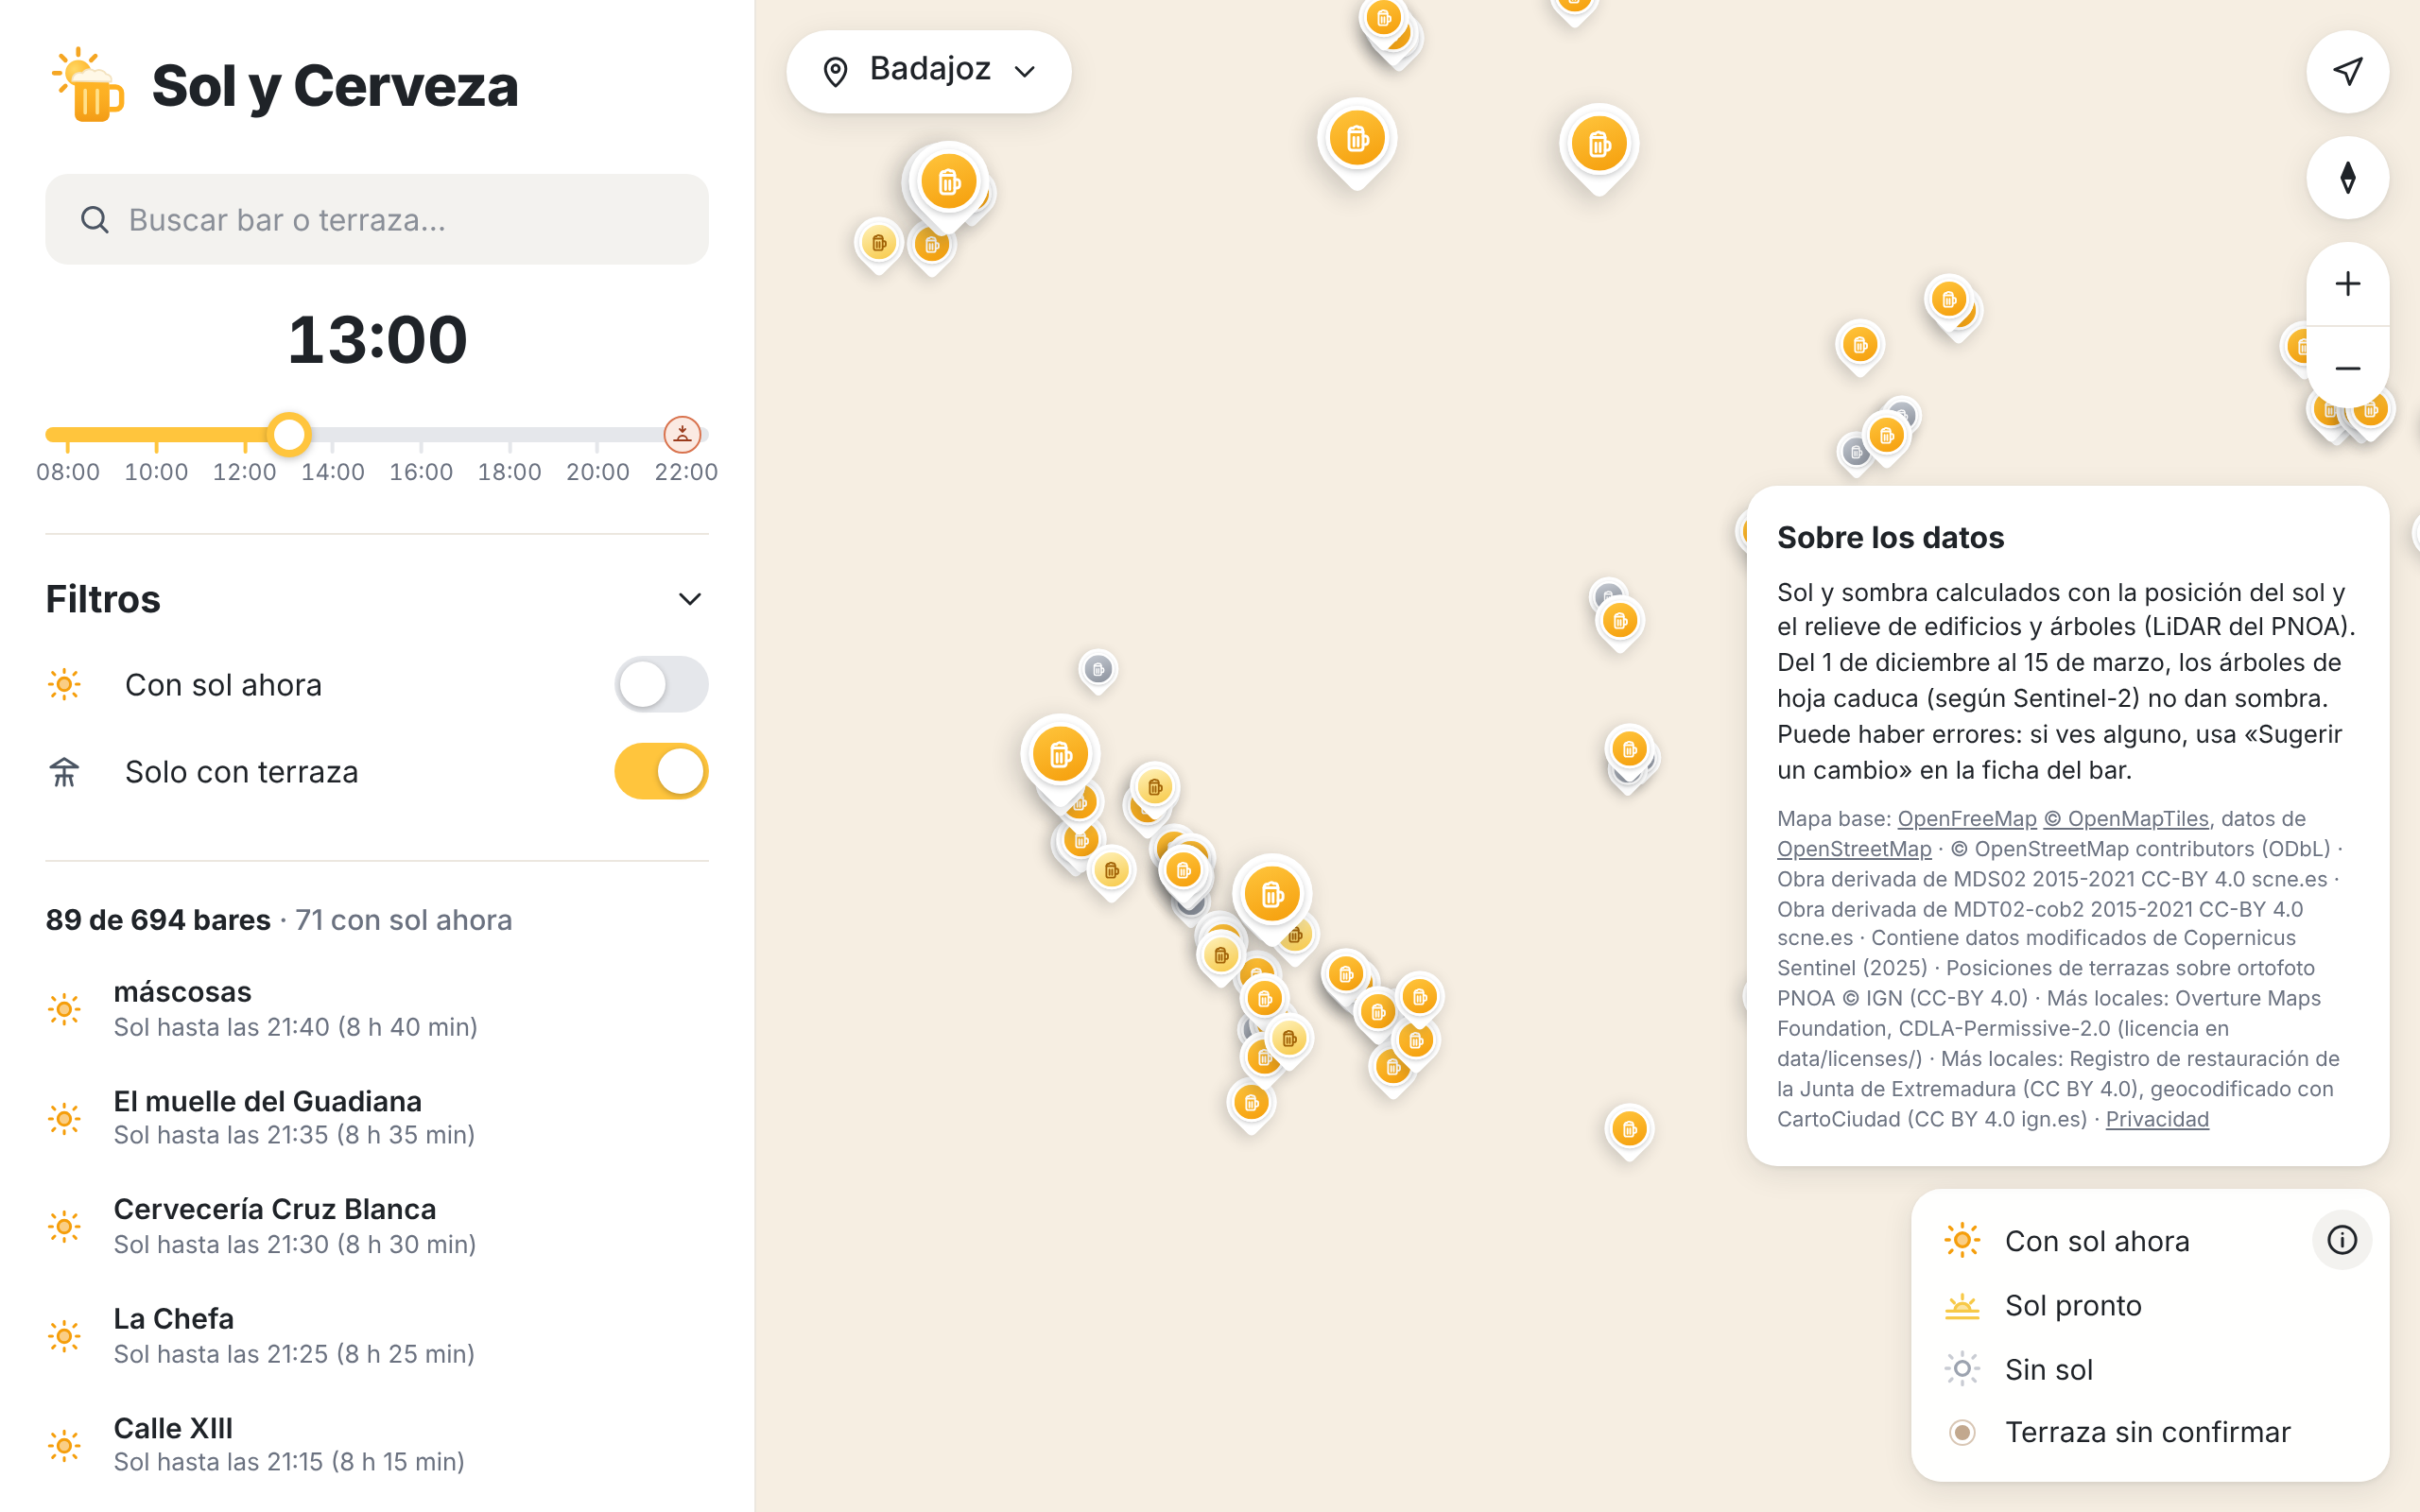 Sol y Cerveza
Buscar bar o terraza...
13:00
08:00 10:00 12:00 14:00 16:00 18:00 20:00 22:00
Filtros
Con sol ahora
Solo con terraza
89 de 694 bares · 71 con sol ahora
máscosas
Sol hasta las 21:40 (8 h 40 min)
El muelle del Guadiana
Sol hasta las 21:35 (8 h 35 min)
Cervecería Cruz Blanca
Sol hasta las 21:30 (8 h 30 min)
La Chefa
Sol hasta las 21:25 (8 h 25 min)
Calle XIII
Sol hasta las 21:15 (8 h 15 min)
Badajoz
Sobre los datos
Sol y sombra calculados con la posición del sol y
el relieve de edificios y árboles (LiDAR del PNOA).
Del 1 de diciembre al 15 de marzo, los árboles de
hoja caduca (según Sentinel-2) no dan sombra.
Puede haber errores: si ves alguno, usa «Sugerir
un cambio» en la ficha del bar.
Mapa base: OpenFreeMap © OpenMapTiles, datos de
OpenStreetMap · © OpenStreetMap contributors (ODbL) ·
Obra derivada de MDS02 2015-2021 CC-BY 4.0 scne.es ·
Obra derivada de MDT02-cob2 2015-2021 CC-BY 4.0
scne.es · Contiene datos modificados de Copernicus
Sentinel (2025) · Posiciones de terrazas sobre ortofoto
PNOA © IGN (CC-BY 4.0) · Más locales: Overture Maps
Foundation, CDLA-Permissive-2.0 (licencia en
data/licenses/) · Más locales: Registro de restauración de
la Junta de Extremadura (CC BY 4.0), geocodificado con
CartoCiudad (CC BY 4.0 ign.es) · Privacidad
Con sol ahora
Sol pronto
Sin sol
Terraza sin confirmar